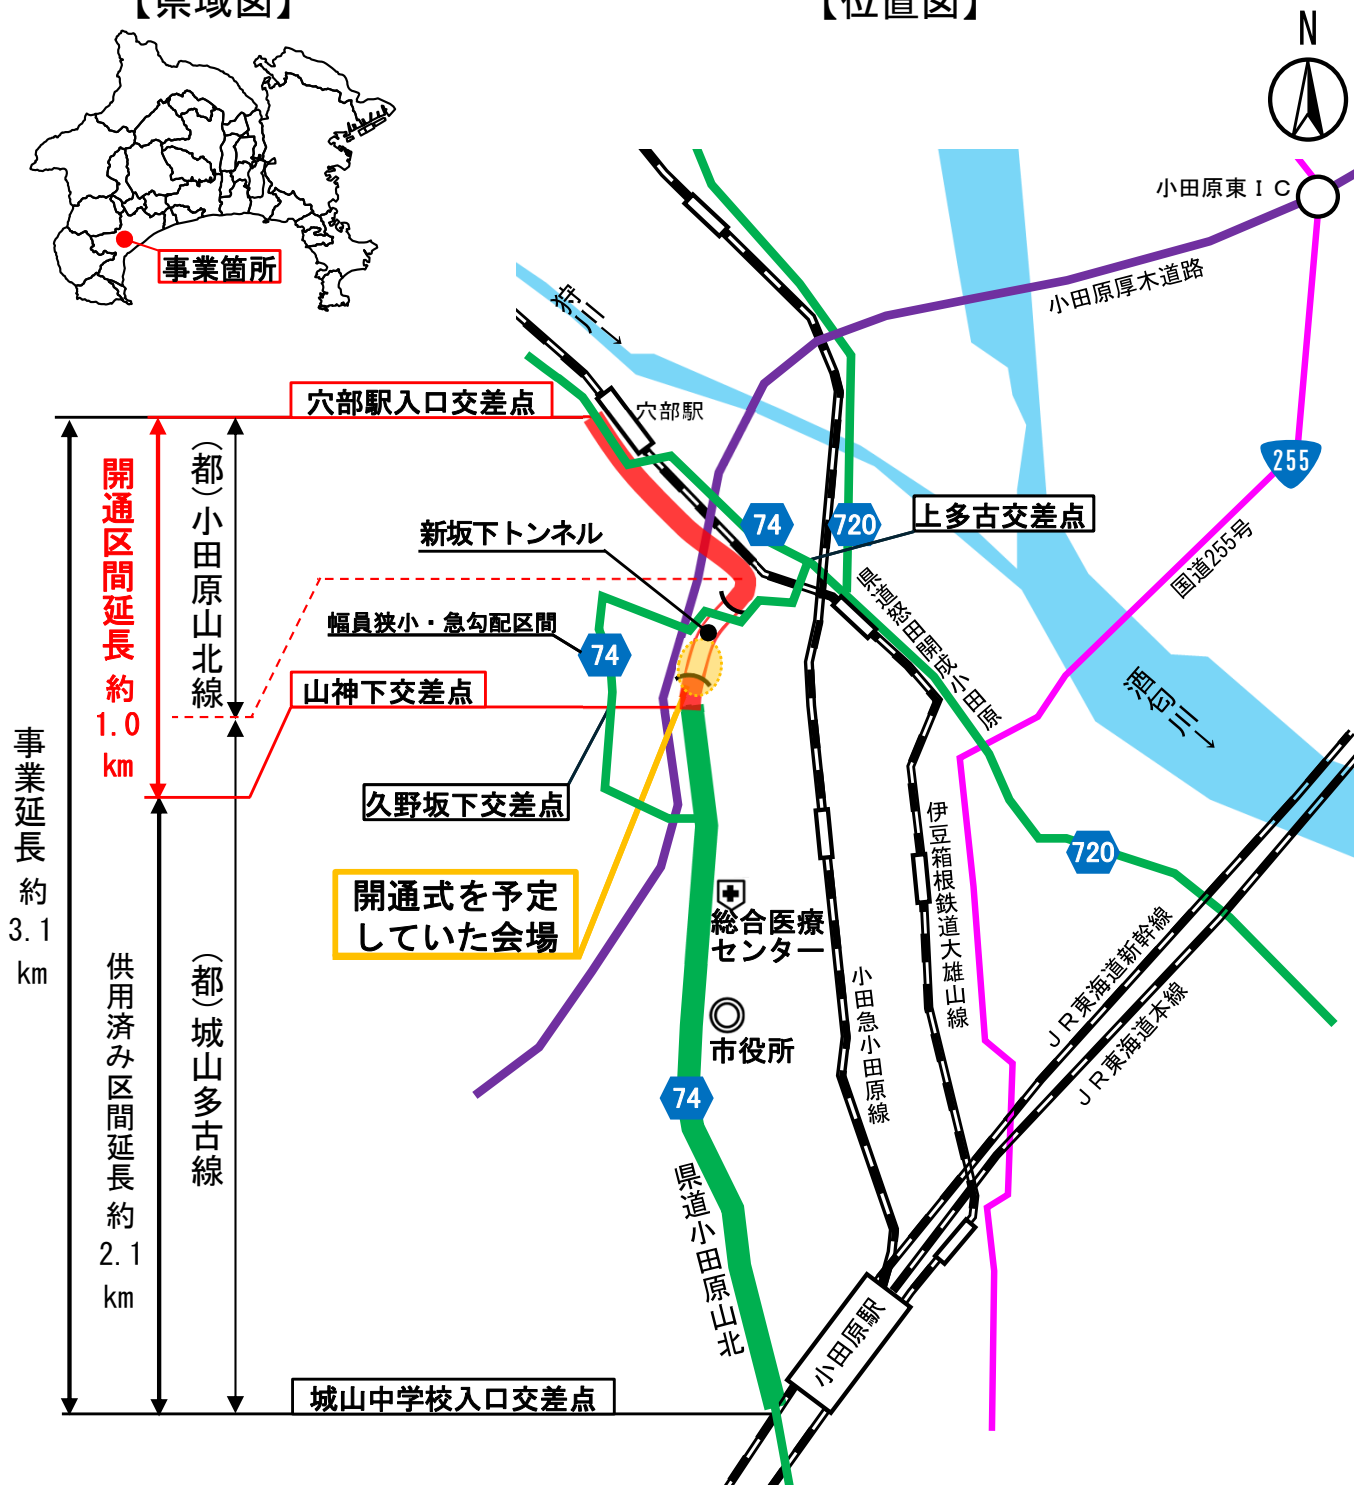 【県域図】
【位置図】
N
事業箇所
小田原東ＩＣ
小田原厚木道路
狩川→
穴部駅入口交差点
穴部駅
255
開通区間延長 約1.0km
（都）小田原山北線
新坂下トンネル
74
720
上多古交差点
国道255号
県道怒田開成小田原
幅員狭小・急勾配区間
74
山神下交差点
酒匂川→
事業延長 約3.1km
久野坂下交差点
伊豆箱根鉄道大雄山線
720
開通式を予定
していた会場
総合医療
センター
ＪＲ東海道新幹線
ＪＲ東海道本線
供用済み区間延長 約2.1km
（都）城山多古線
小田急小田原線
市役所
74
県道小田原山北
小田原駅
城山中学校入口交差点